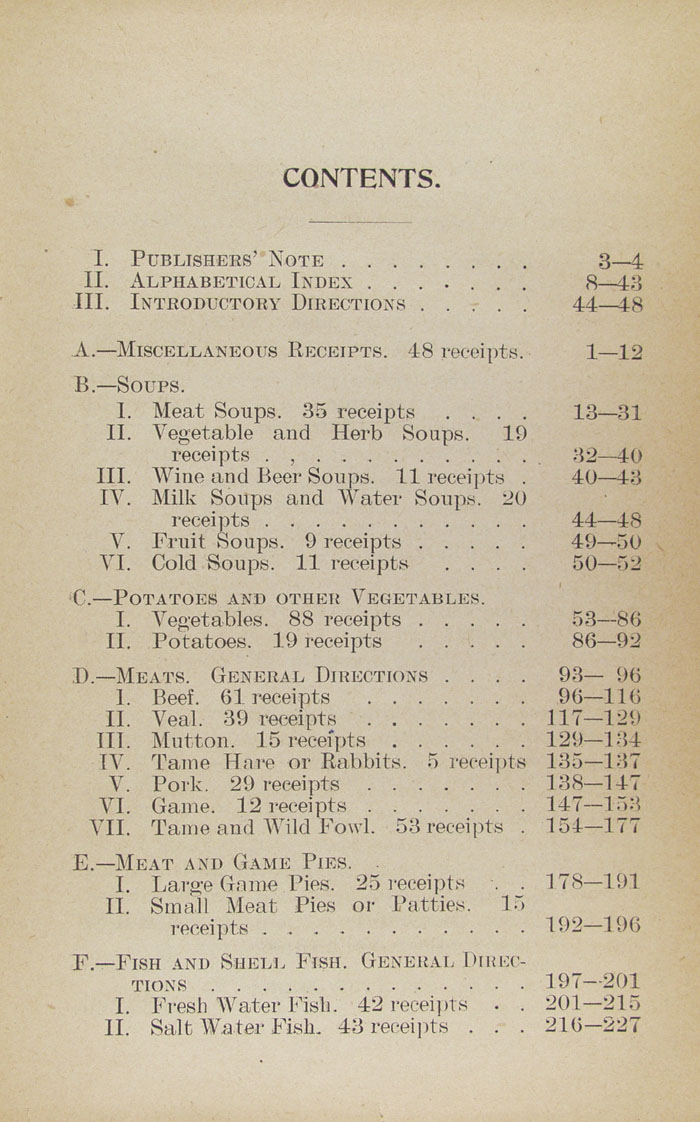 CONTENTS.
I. PUBLISHERS' NOTE . . . . . . . . 3—4
II. ALPHABETICAL INDEX . . . . . . . 8—43
III. INTRODUCTORY DIRECTIONS . . . . . 44—48
A.—MISCELLANEOUS RECEIPTS. 48 receipts. 1—12
B.—SOUPS.
I. Meat Soups. 35 receipts . . . . 13—31
II. Vegetable and Herb Soups. 19
receipts . . . . . . . . . . . 32—40
III. Wine and Beer Soups. 11 receipts . 40—43
IV. Milk Soups and Water Soups. 20
receipts . . . . . . . . . . . 44—48
V. Fruit Soups. 9 receipts . . . . . 49—50
VI. Cold Soups. 11 receipts . . . . 50—52
C.—POTATOES AND OTHER VEGETABLES.
I. Vegetables. 88 receipts . . . . . 53—86
II. Potatoes. 19 receipts . . . . . 86—92
D.—MEATS. GENERAL DIRECTIONS . . . . 93— 96
I. Beef. 61 receipts . . . . . . . 96—116
II. Veal. 39 receipts . . . . . . . 117—129
III. Mutton. 15 receipts . . . . . . 129—134
IV. Tame Hare or Rabbits. 5 receipts 135—137
V. Pork. 29 receipts . . . . . . . 138—147
VI. Game. 12 receipts . . . . . . . 147—153
VII. Tame and Wild Fowl. 53 receipts . 154—177
E.—MEAT AND GAME PIES.
I. Large Game Pies. 25 receipts . . 178—191
II. Small Meat Pies or Patties. 15
receipts . . . . . . . . . . . 192—196
F.—FISH AND SHELL FISH. GENERAL DIREC-
TIONS . . . . . . . . . . . . . 197—201
I. Fresh Water Fish. 42 receipts . . 201—215
II. Salt Water Fish. 43 receipts . . . 216—227